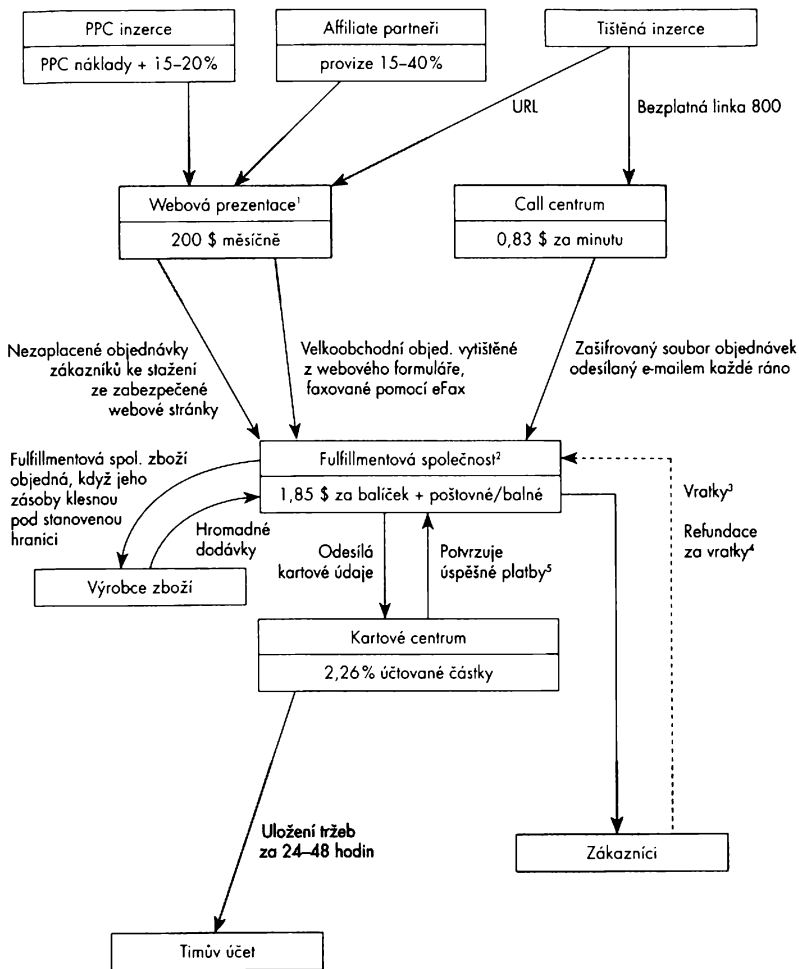 PPC inzerce
PPC náklady + 15–20%
Affiliate partneři
provize 15–40%
Tištěná inzerce
URL
Bezplatná linka 800
Webová prezentace¹
200 $ měsíčně
Call centrum
0,83 $ za minutu
Nezaplacené objednávky
zákazníků ke stažení
ze zabezpečené
webové stránky
Velkoobchodní objed. vytištěné
z webového formuláře,
faxované pomocí eFax
Zašifrovaný soubor objednávek
odesílaný e-mailem každé ráno
Fulfillmentová společnost²
1,85 $ za balíček + poštovné/balné
Fulfillmentová spol. zboží
objedná, když jeho
zásoby klesnou
pod stanovenou
hranici
Hromadné
dodávky
Výrobce zboží
Odesílá
kartové údaje
Potvrzuje
úspěšné platby⁵
Vratky³
Refundace
za vratky⁴
Kartové centrum
2,26% účtované částky
Uložení tržeb
za 24–48 hodin
Zákazníci
Timův účet